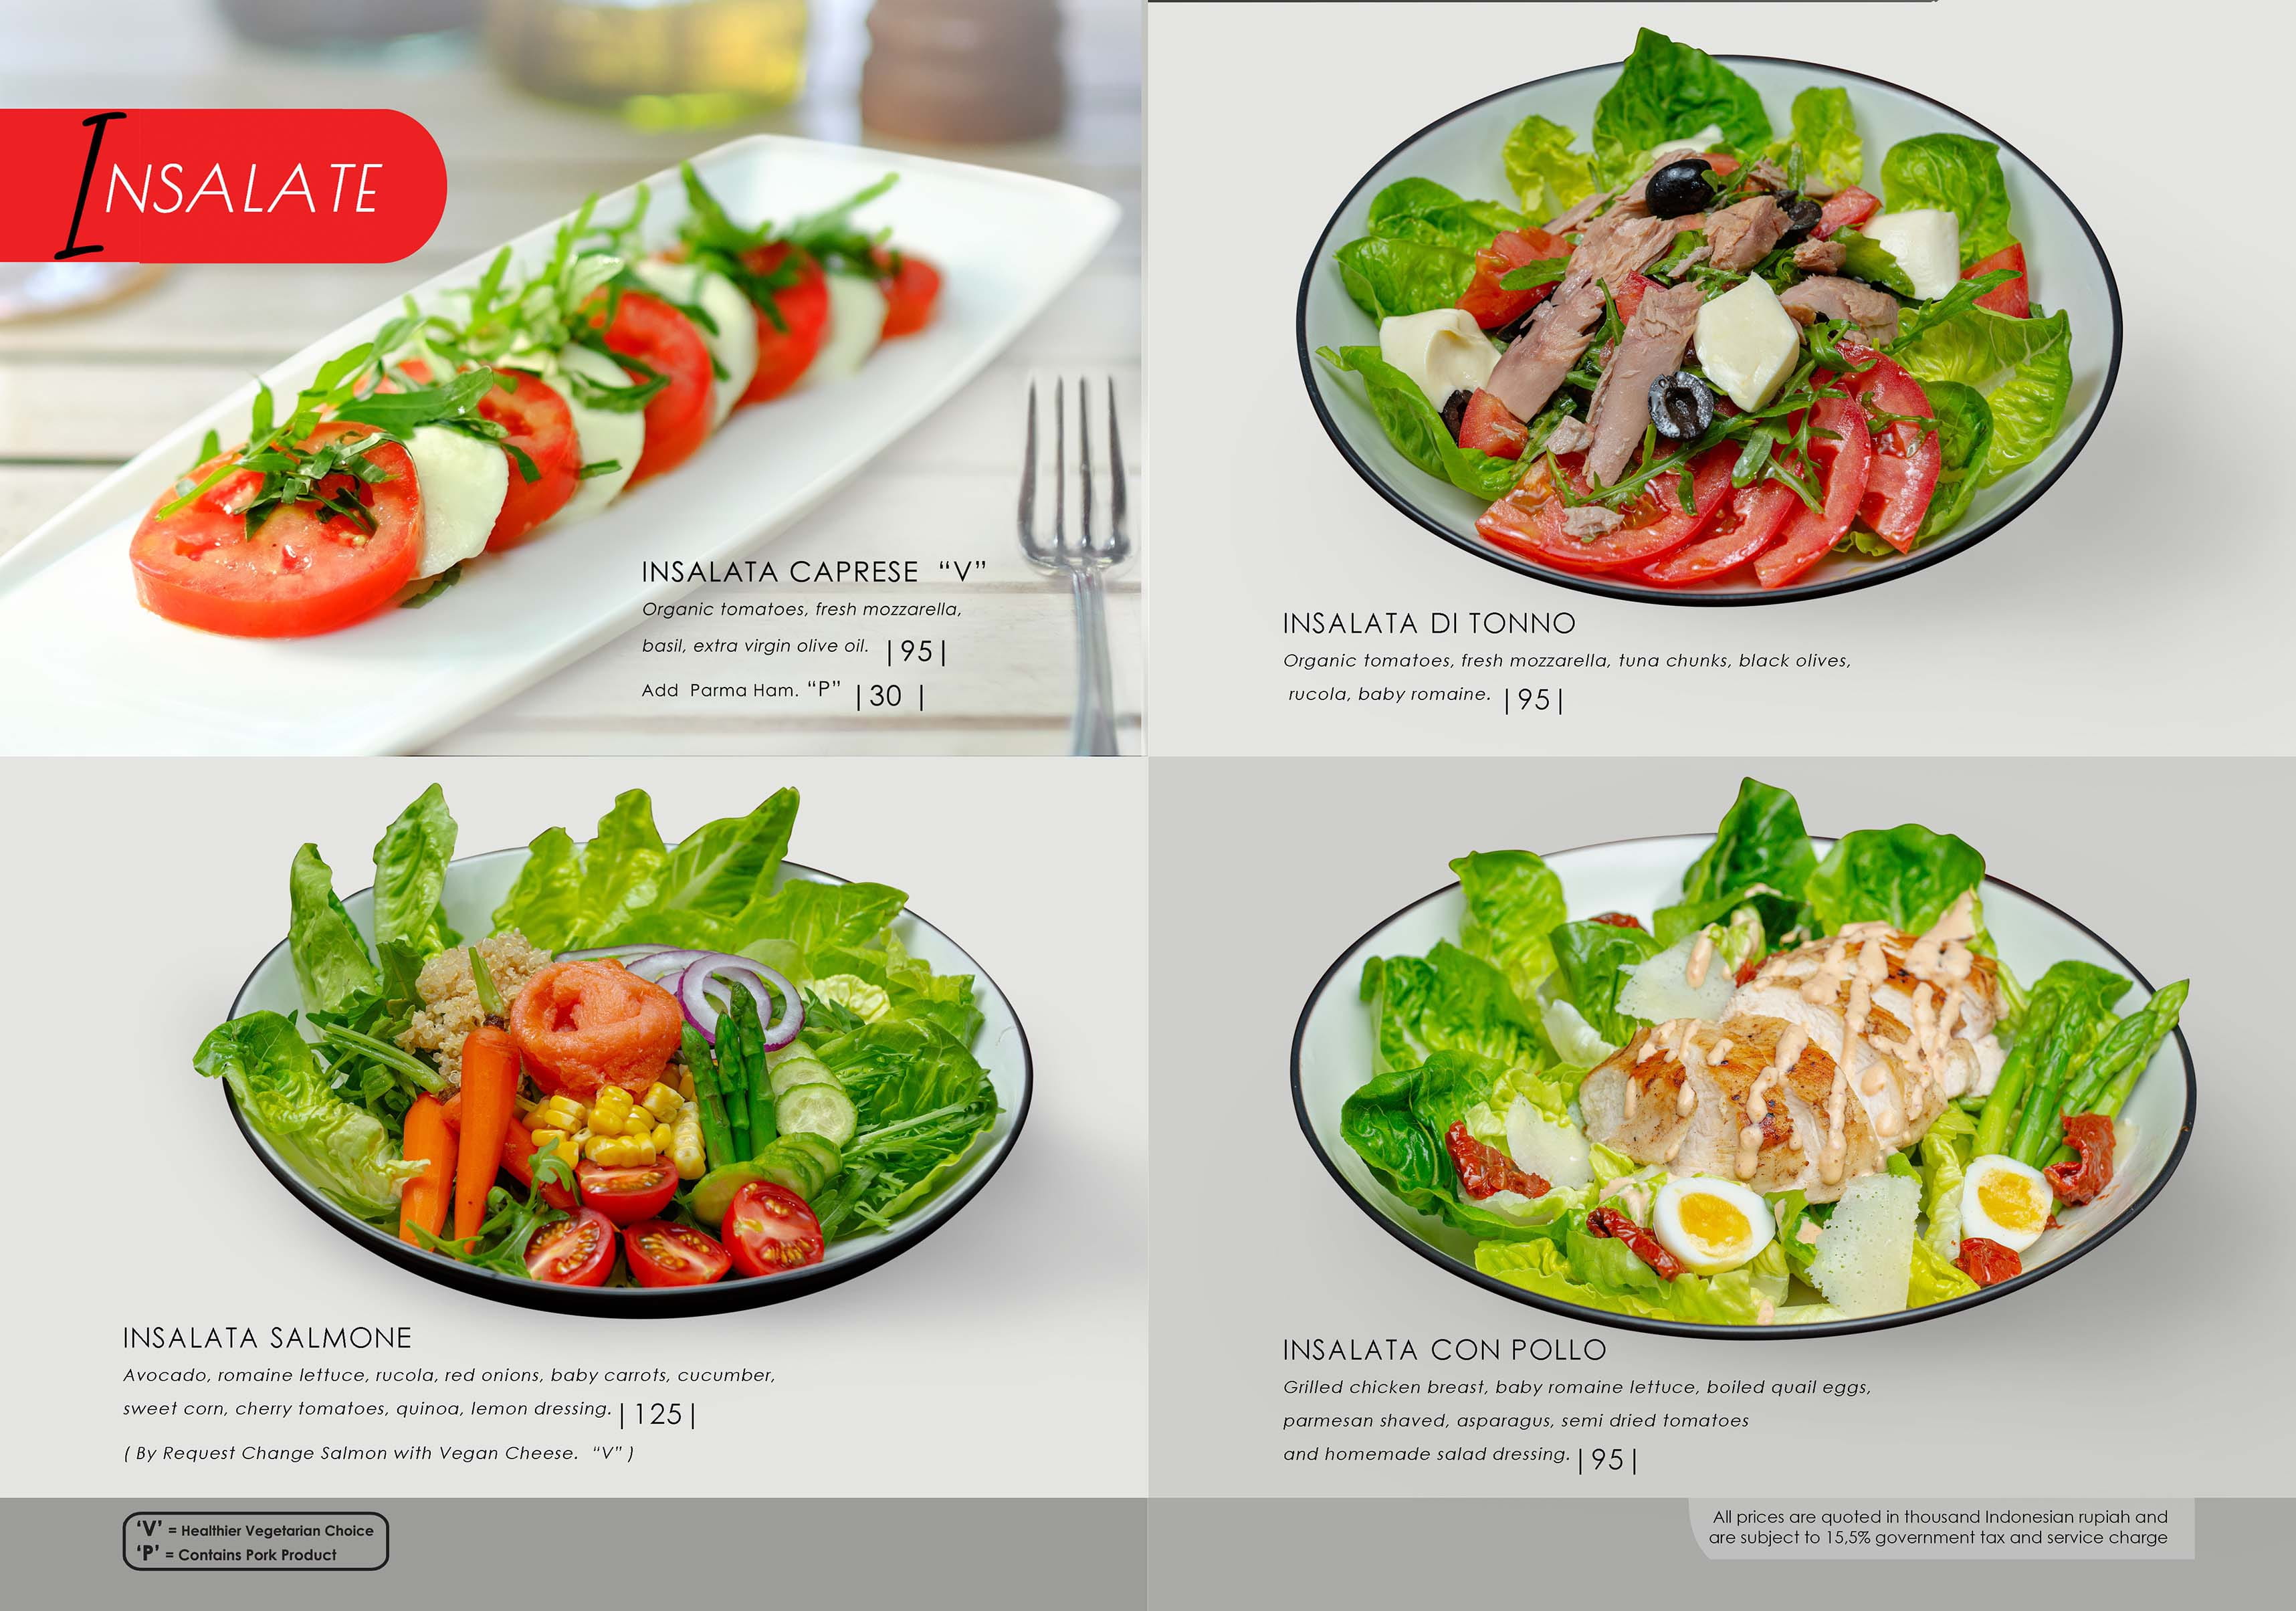 INSALATE
INSALATA CAPRESE “V”
Organic tomatoes, fresh mozzarella,
basil, extra virgin olive oil. |95|
Add Parma Ham. “P” |30 |
INSALATA DI TONNO
Organic tomatoes, fresh mozzarella, tuna chunks, black olives,
rucola, baby romaine. |95|
INSALATA SALMONE
Avocado, romaine lettuce, rucola, red onions, baby carrots, cucumber,
sweet corn, cherry tomatoes, quinoa, lemon dressing. |125|
( By Request Change Salmon with Vegan Cheese. “V” )
INSALATA CON POLLO
Grilled chicken breast, baby romaine lettuce, boiled quail eggs,
parmesan shaved, asparagus, semi dried tomatoes
and homemade salad dressing. |95|
‘V’ = Healthier Vegetarian Choice
‘P’ = Contains Pork Product
All prices are quoted in thousand Indonesian rupiah and
are subject to 15,5% government tax and service charge